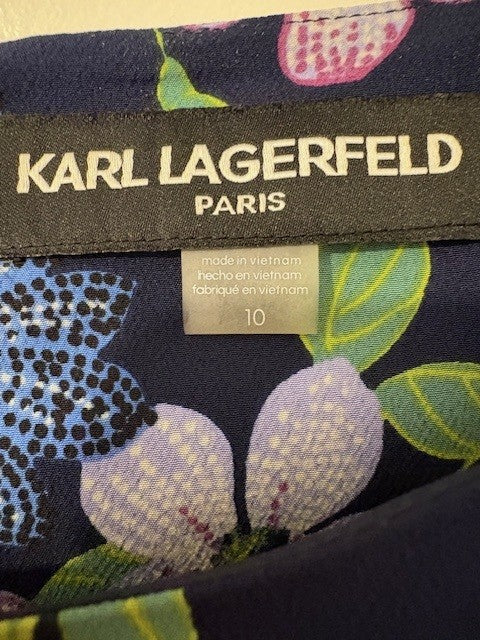 KARL LAGERFELD
PARIS
made in vietnam
hecho en vietnam
fabriqué en vietnam
10